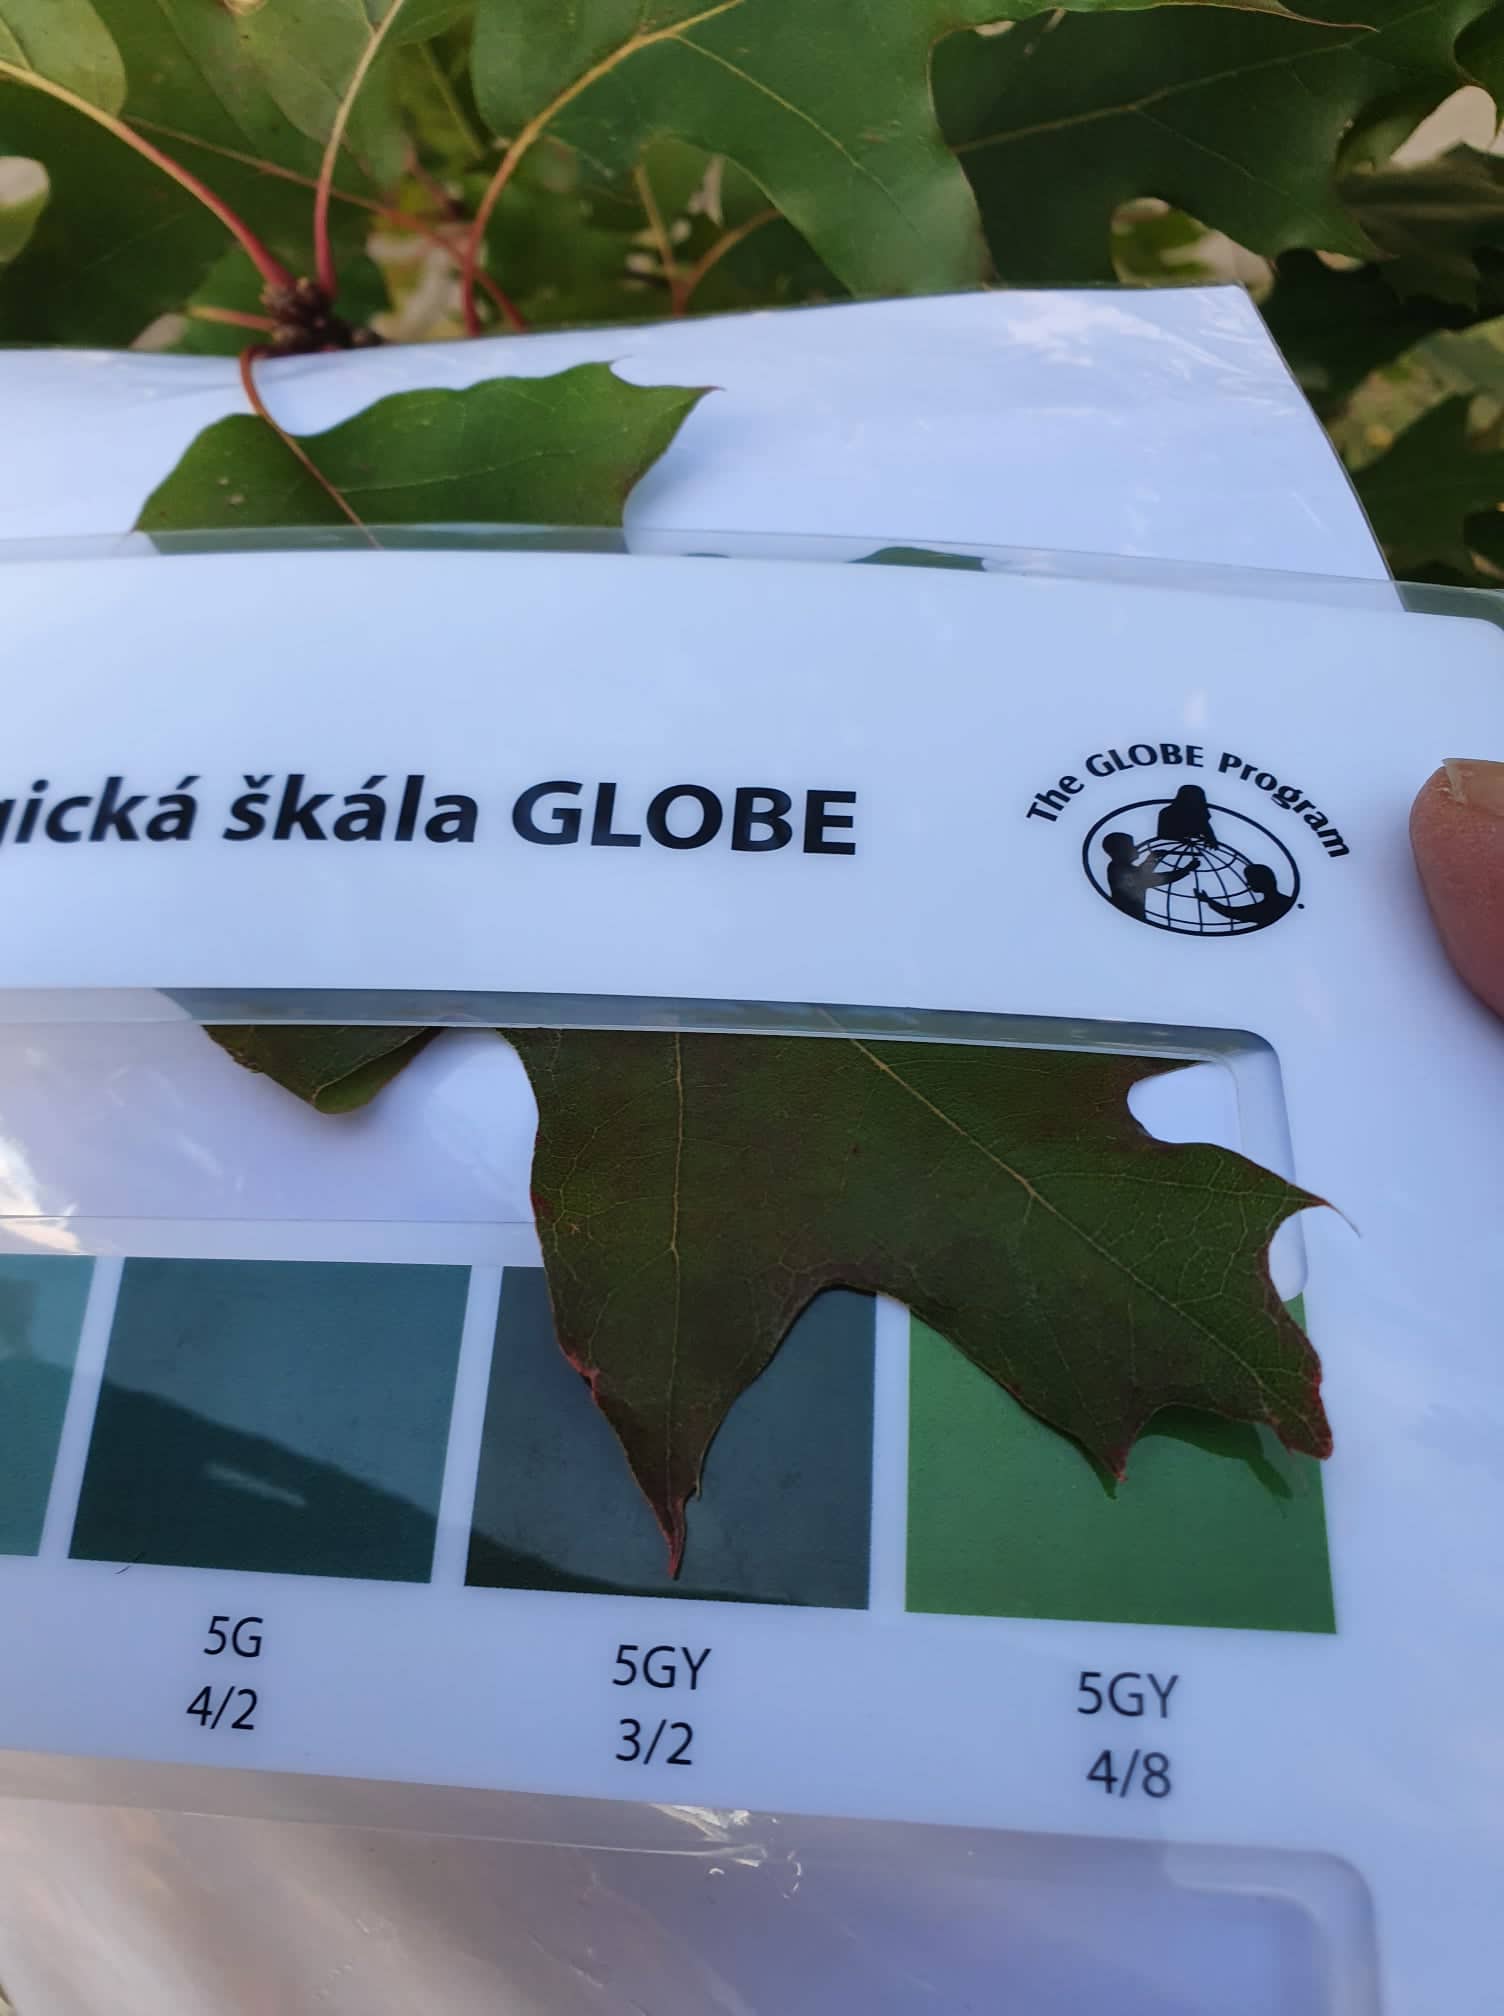 gická škála GLOBE
The GLOBE Program
5G
4/2
5GY
3/2
5GY
4/8